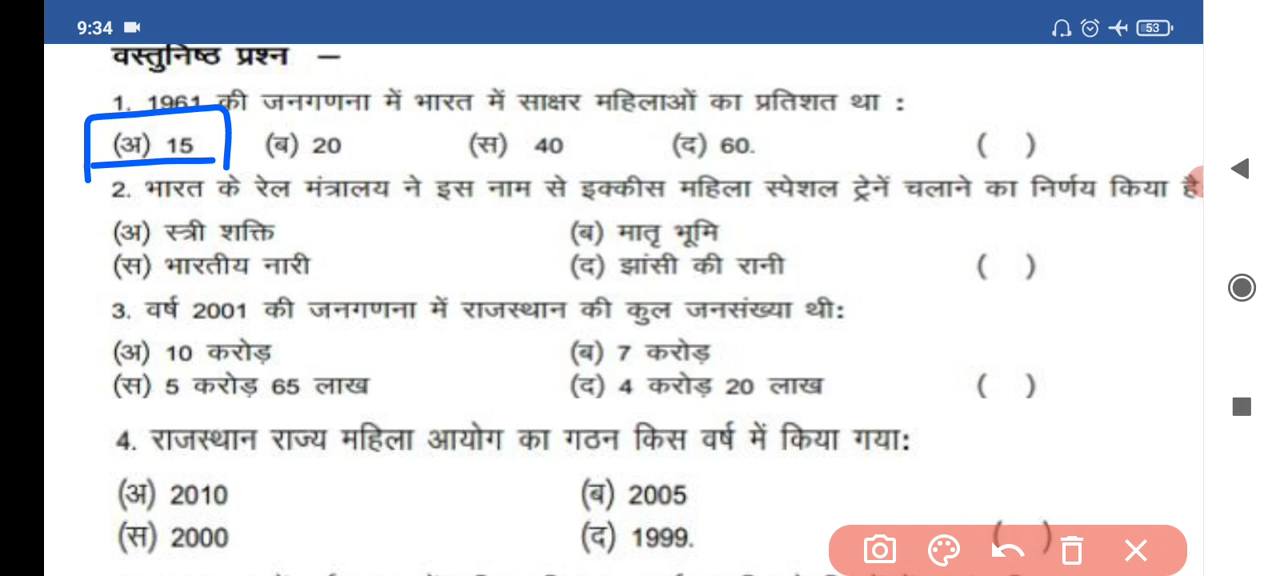 9:34
53
वस्तुनिष्ठ प्रश्न –
1. 1961 की जनगणना में भारत में साक्षर महिलाओं का प्रतिशत था :
(अ) 15 (ब) 20 (स) 40 (द) 60. ( )
2. भारत के रेल मंत्रालय ने इस नाम से इक्कीस महिला स्पेशल ट्रेनें चलाने का निर्णय किया है
(अ) स्त्री शक्ति (ब) मातृ भूमि
(स) भारतीय नारी (द) झांसी की रानी ( )
3. वर्ष 2001 की जनगणना में राजस्थान की कुल जनसंख्या थी:
(अ) 10 करोड़ (ब) 7 करोड़
(स) 5 करोड़ 65 लाख (द) 4 करोड़ 20 लाख ( )
4. राजस्थान राज्य महिला आयोग का गठन किस वर्ष में किया गया:
(अ) 2010 (ब) 2005
(स) 2000 (द) 1999. ( )